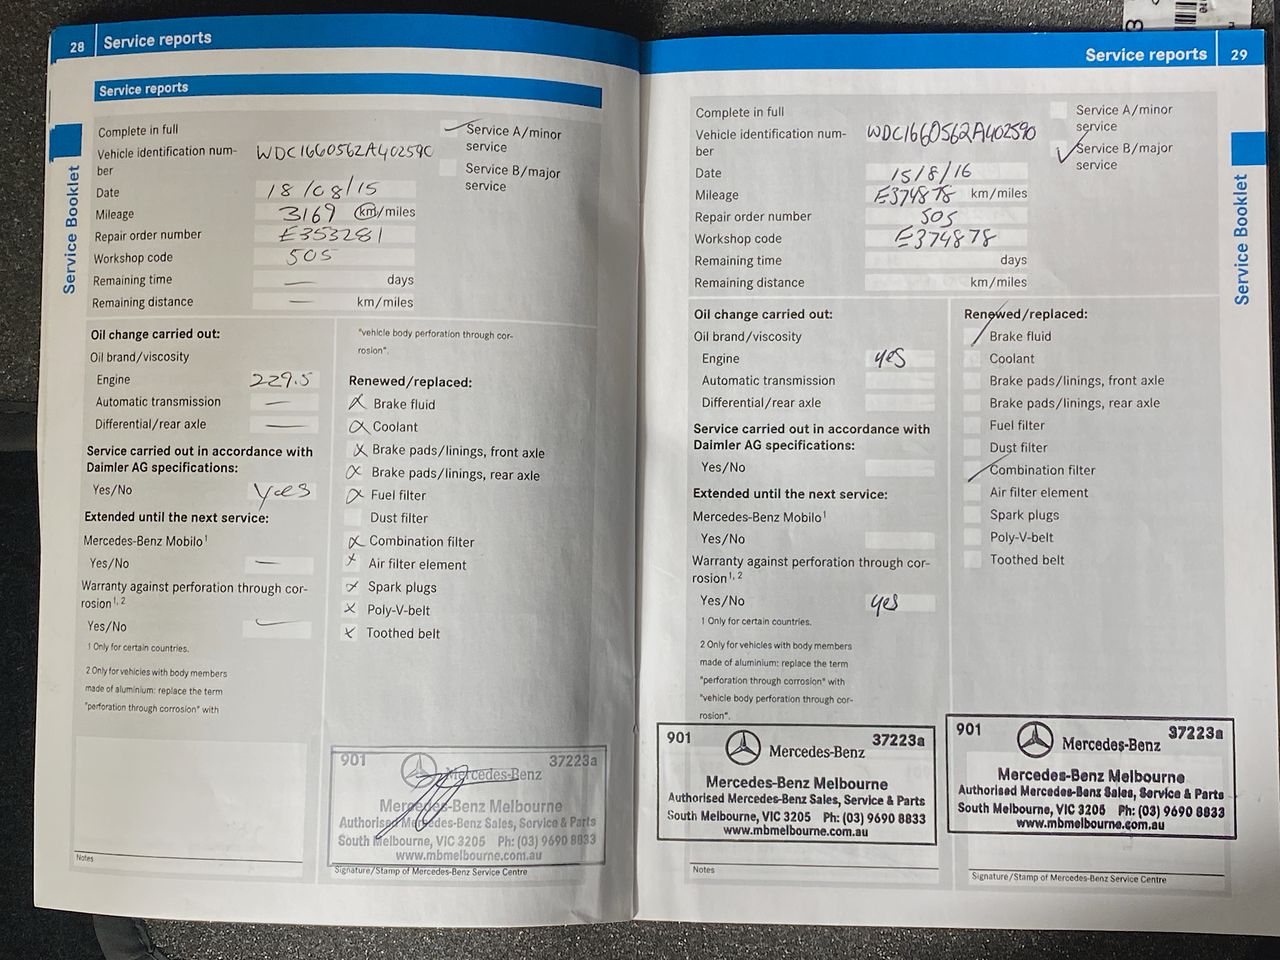 28 Service reports
Service Booklet
Service reports
Complete in full
Vehicle identification num-
ber
WDC1660562A402590
Date 18/08/15
Mileage 3169 km/miles
Repair order number E353281
Workshop code 505
Remaining time — days
Remaining distance — km/miles
Service A/minor
service
Service B/major
service
Oil change carried out:
Oil brand/viscosity
Engine 229.5
Automatic transmission —
Differential/rear axle —
Service carried out in accordance with
Daimler AG specifications:
Yes/No yes
Extended until the next service:
Mercedes-Benz Mobilo¹
Yes/No —
Warranty against perforation through cor-
rosion¹, ²
Yes/No
1 Only for certain countries.
2 Only for vehicles with body members
made of aluminium: replace the term
"perforation through corrosion" with
"vehicle body perforation through cor-
rosion".
Renewed/replaced:
Brake fluid
Coolant
Brake pads/linings, front axle
Brake pads/linings, rear axle
Fuel filter
Dust filter
Combination filter
Air filter element
Spark plugs
Poly-V-belt
Toothed belt
901 37223a
Mercedes-Benz
Mercedes-Benz Melbourne
Authorised Mercedes-Benz Sales, Service & Parts
South Melbourne, VIC 3205 Ph: (03) 9690 8833
www.mbmelbourne.com.au
Notes
Signature/Stamp of Mercedes-Benz Service Centre
Service reports 29
Service Booklet
Complete in full
Vehicle identification num-
ber
WDC1660562A402590
Date 15/8/16
Mileage E374878 km/miles
Repair order number 505
Workshop code E374878
Remaining time days
Remaining distance km/miles
Service A/minor
service
Service B/major
service
Oil change carried out:
Oil brand/viscosity
Engine yes
Automatic transmission
Differential/rear axle
Service carried out in accordance with
Daimler AG specifications:
Yes/No
Extended until the next service:
Mercedes-Benz Mobilo¹
Yes/No
Warranty against perforation through cor-
rosion¹, ²
Yes/No yes
1 Only for certain countries.
2 Only for vehicles with body members
made of aluminium: replace the term
"perforation through corrosion" with
"vehicle body perforation through cor-
rosion".
Renewed/replaced:
Brake fluid
Coolant
Brake pads/linings, front axle
Brake pads/linings, rear axle
Fuel filter
Dust filter
Combination filter
Air filter element
Spark plugs
Poly-V-belt
Toothed belt
901 37223a
Mercedes-Benz
Mercedes-Benz Melbourne
Authorised Mercedes-Benz Sales, Service & Parts
South Melbourne, VIC 3205 Ph: (03) 9690 8833
www.mbmelbourne.com.au
901 37223a
Mercedes-Benz
Mercedes-Benz Melbourne
Authorised Mercedes-Benz Sales, Service & Parts
South Melbourne, VIC 3205 Ph: (03) 9690 8833
www.mbmelbourne.com.au
Notes
Signature/Stamp of Mercedes-Benz Service Centre